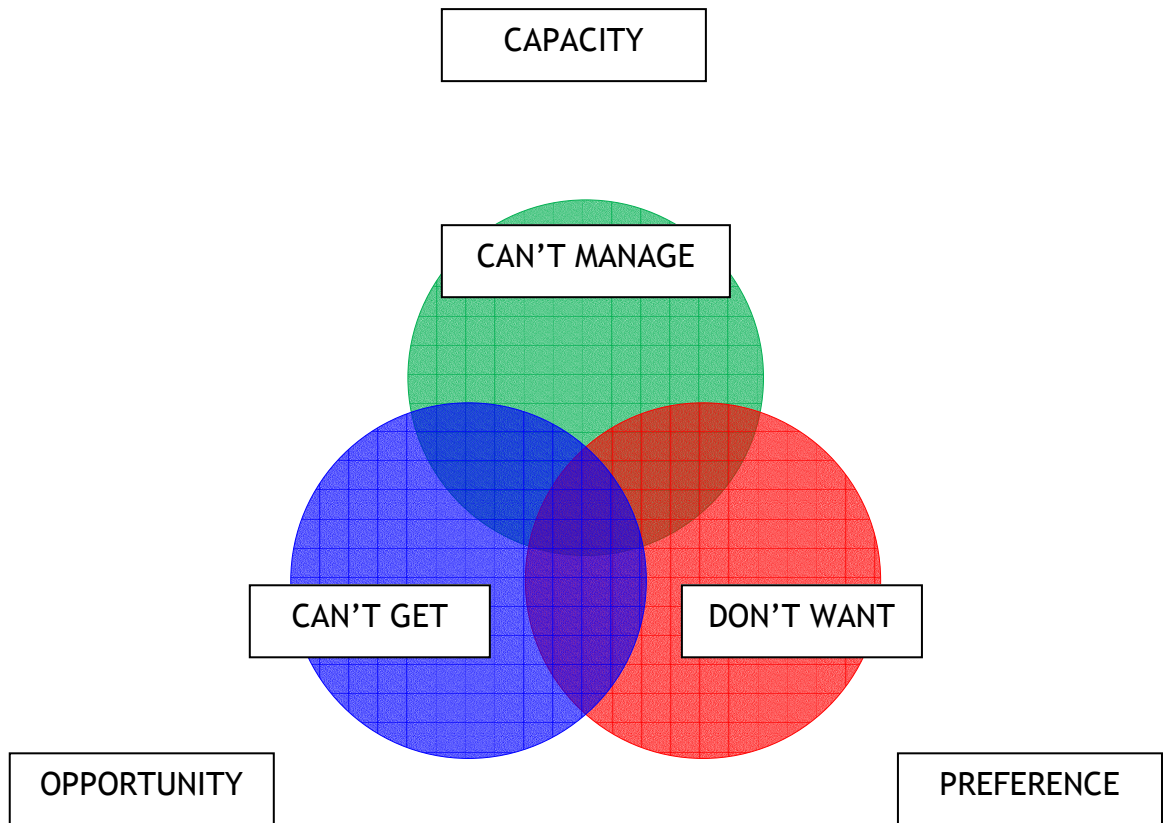 CAPACITY
CAN’T MANAGE
CAN’T GET
DON’T WANT
OPPORTUNITY
PREFERENCE